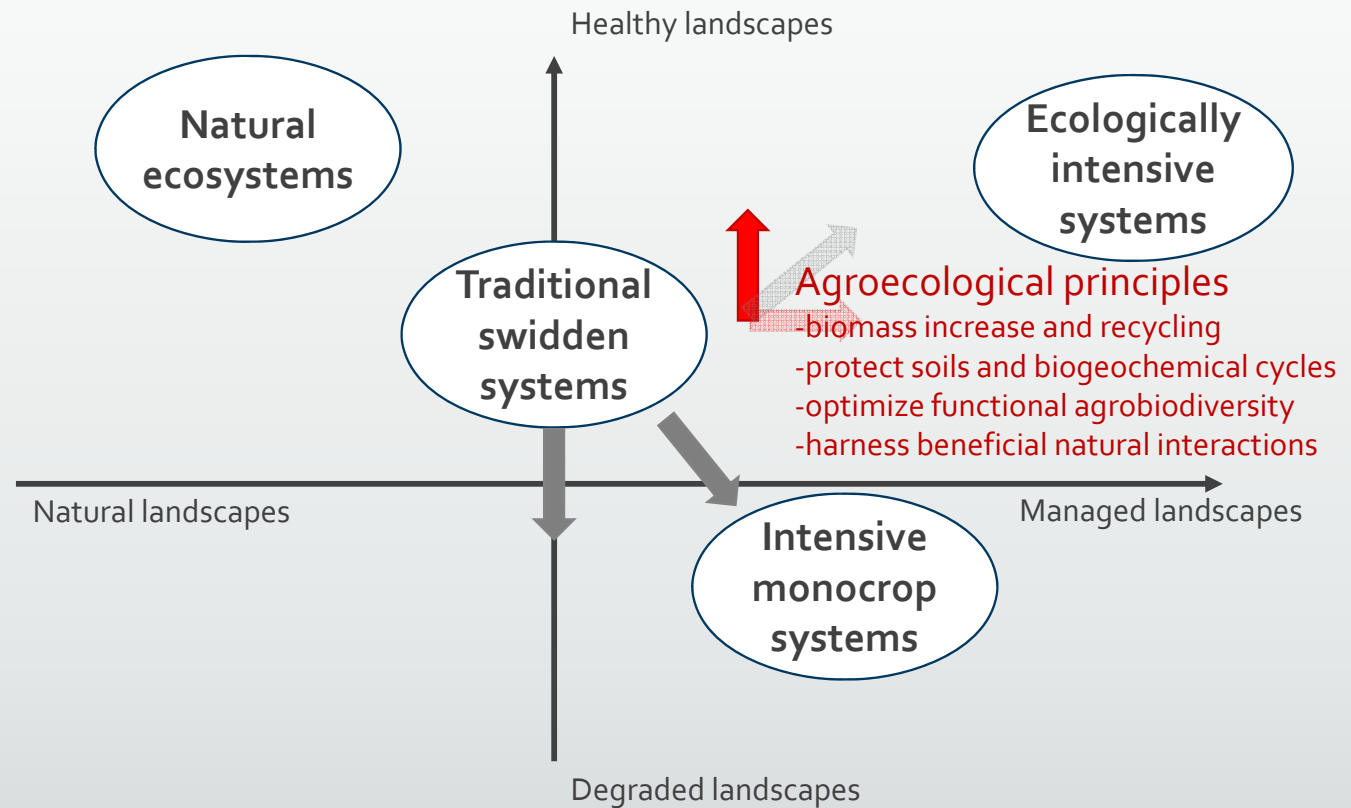 Healthy landscapes
Natural
ecosystems
Ecologically
intensive
systems
Traditional
swidden
systems
Agroecological principles
-biomass increase and recycling
-protect soils and biogeochemical cycles
-optimize functional agrobiodiversity
-harness beneficial natural interactions
Natural landscapes
Managed landscapes
Intensive
monocrop
systems
Degraded landscapes